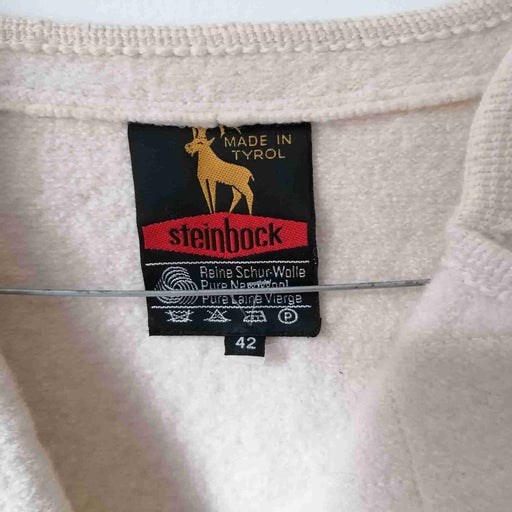 MADE IN
TYROL
steinbock
Reine Schur-Wolle
Pure New Wool
Pure Laine Vierge
P
42